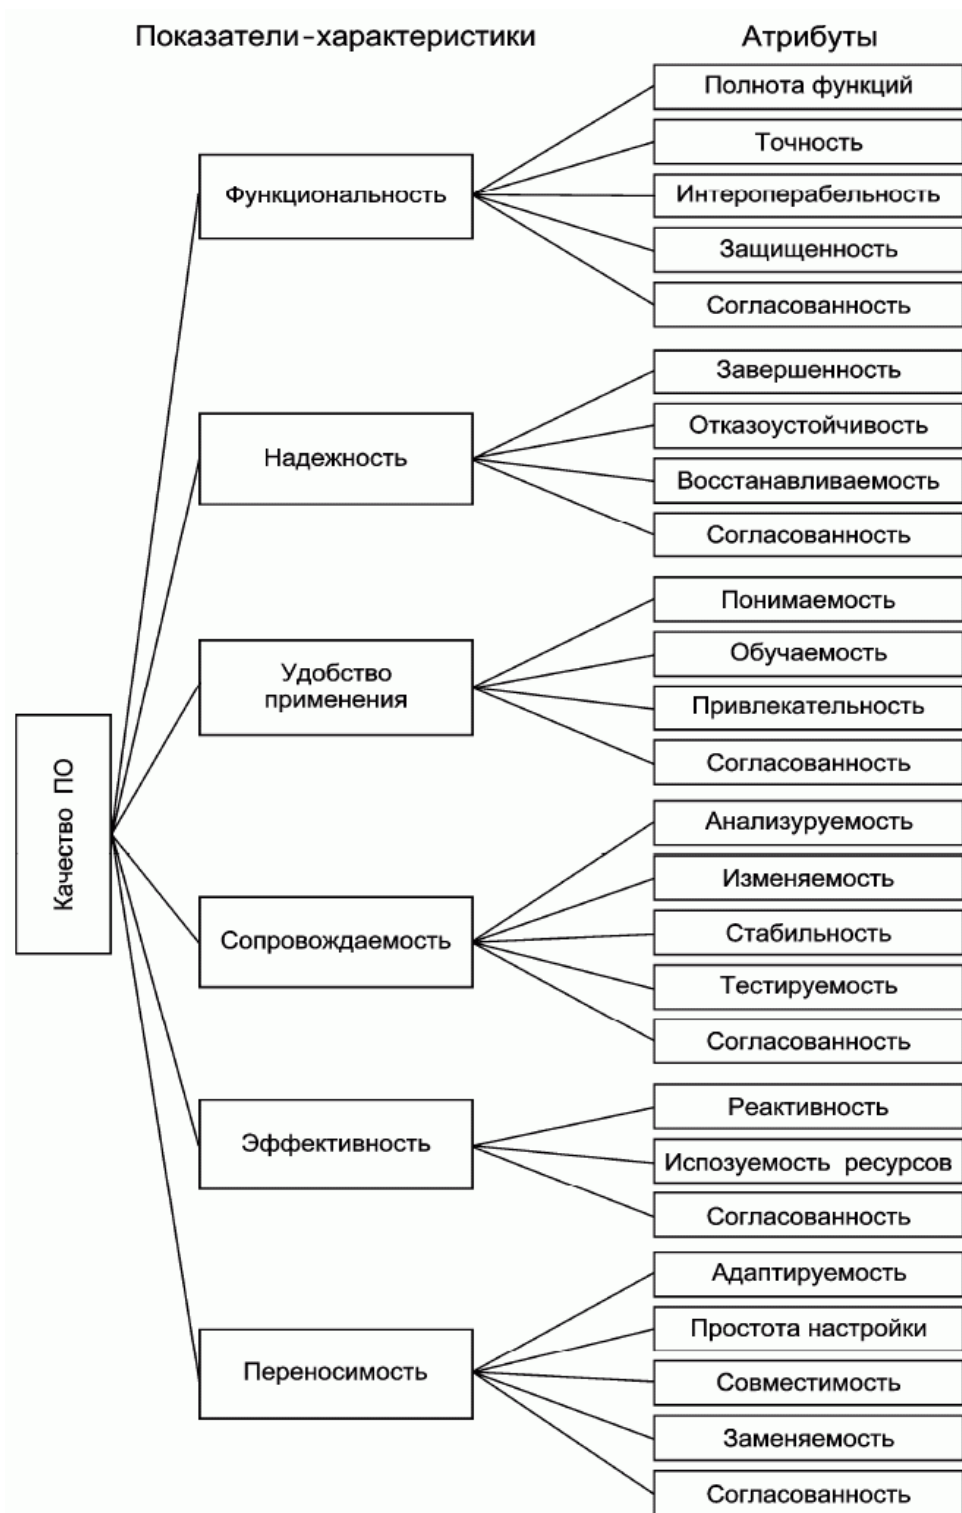 Показатели-характеристики
Атрибуты
Качество ПО
Функциональность
Полнота функций
Точность
Интероперабельность
Защищенность
Согласованность
Надежность
Завершенность
Отказоустойчивость
Восстанавливаемость
Согласованность
Удобство
применения
Понимаемость
Обучаемость
Привлекательность
Согласованность
Сопровождаемость
Анализуруемость
Изменяемость
Стабильность
Тестируемость
Согласованность
Эффективность
Реактивность
Испозуемость ресурсов
Согласованность
Переносимость
Адаптируемость
Простота настройки
Совместимость
Заменяемость
Согласованность